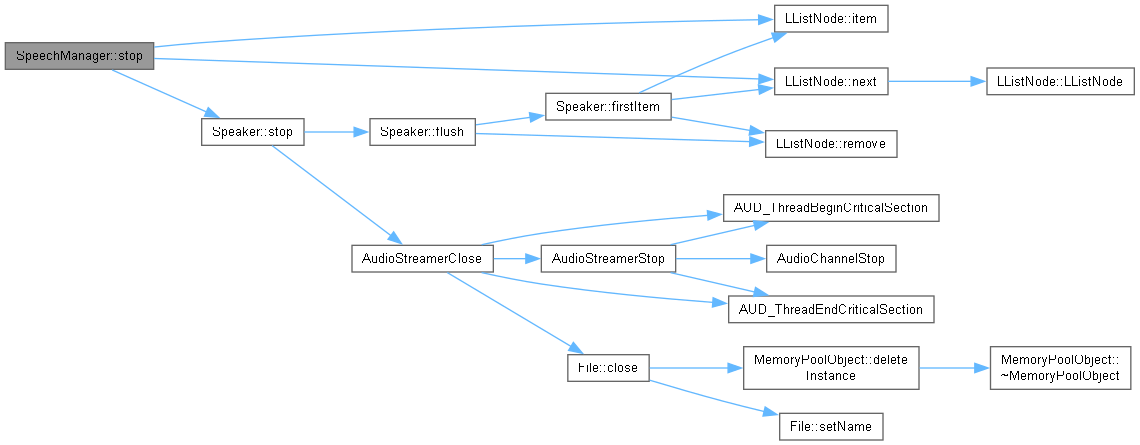 SpeechManager::stop
LListNode::item
LListNode::next
LListNode::LListNode
Speaker::firstItem
Speaker::stop
Speaker::flush
LListNode::remove
AUD_ThreadBeginCriticalSection
AudioStreamerClose
AudioStreamerStop
AudioChannelStop
AUD_ThreadEndCriticalSection
File::close
MemoryPoolObject::delete
Instance
MemoryPoolObject::
~MemoryPoolObject
File::setName